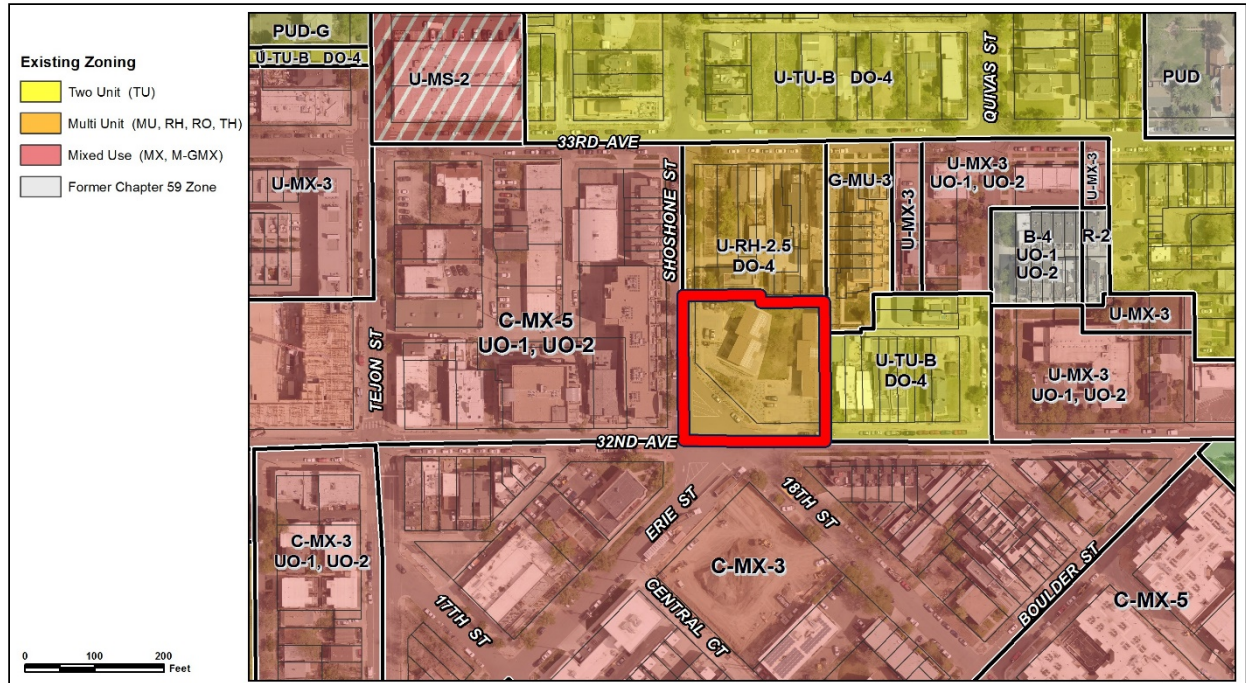 Existing Zoning
Two Unit (TU)
Multi Unit (MU, RH, RO, TH)
Mixed Use (MX, M-GMX)
Former Chapter 59 Zone
PUD-G
U-TU-B DO-4
U-MS-2
U-TU-B DO-4
QUIVAS ST
PUD
33RD AVE
U-MX-3
SHOSHONE ST
G-MU-3
U-MX-3
U-MX-3
UO-1, UO-2
U-MX-3
U-RH-2.5
DO-4
B-4
UO-1
UO-2
R-2
C-MX-5
UO-1, UO-2
TEJON ST
U-MX-3
U-TU-B
DO-4
U-MX-3
UO-1, UO-2
32ND AVE
ERIE ST
18TH ST
C-MX-3
UO-1, UO-2
C-MX-3
BOULDER ST
C-MX-5
17TH ST
CENTRAL CT
0 100 200
Feet